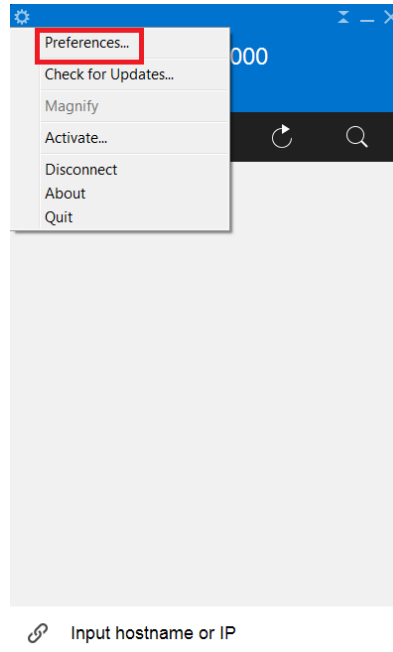 Preferences...
000
Check for Updates...
Magnify
Activate...
Disconnect
About
Quit
Input hostname or IP